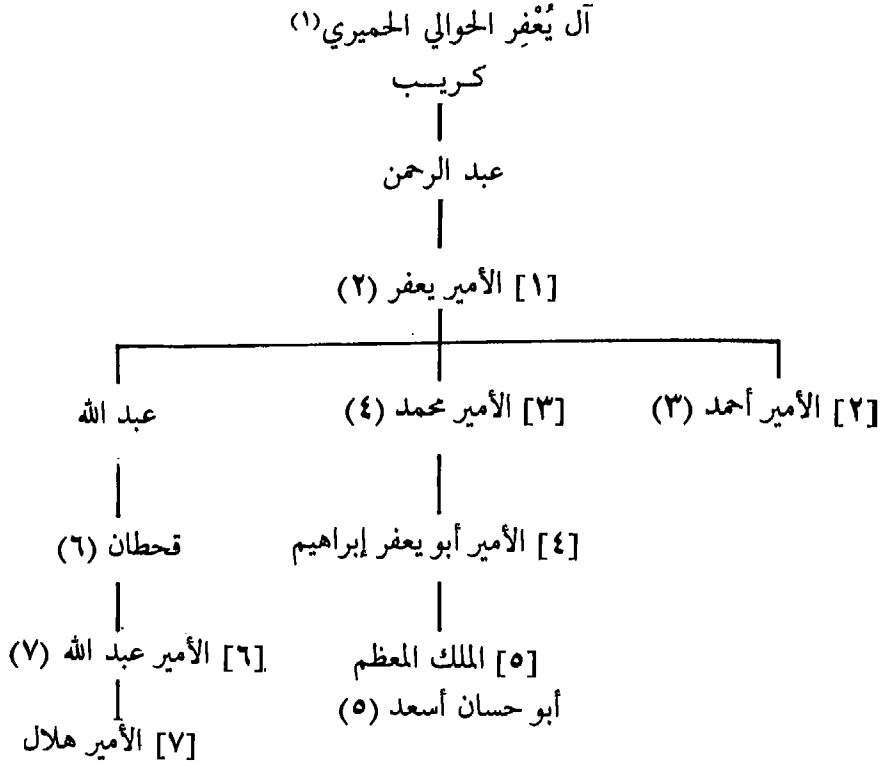 آل يُعْفِر الحوالي الحميري(١)
كريب
عبد الرحمن
[١] الأمير يعفر (٢)
[٢] الأمير أحمد (٣) [٣] الأمير محمد (٤) عبد الله
[٤] الأمير أبو يعفر إبراهيم قحطان (٦)
[٥] الملك المعظم [٦] الأمير عبد الله (٧)
أبو حسان أسعد (٥)
[٧] الأمير هلال